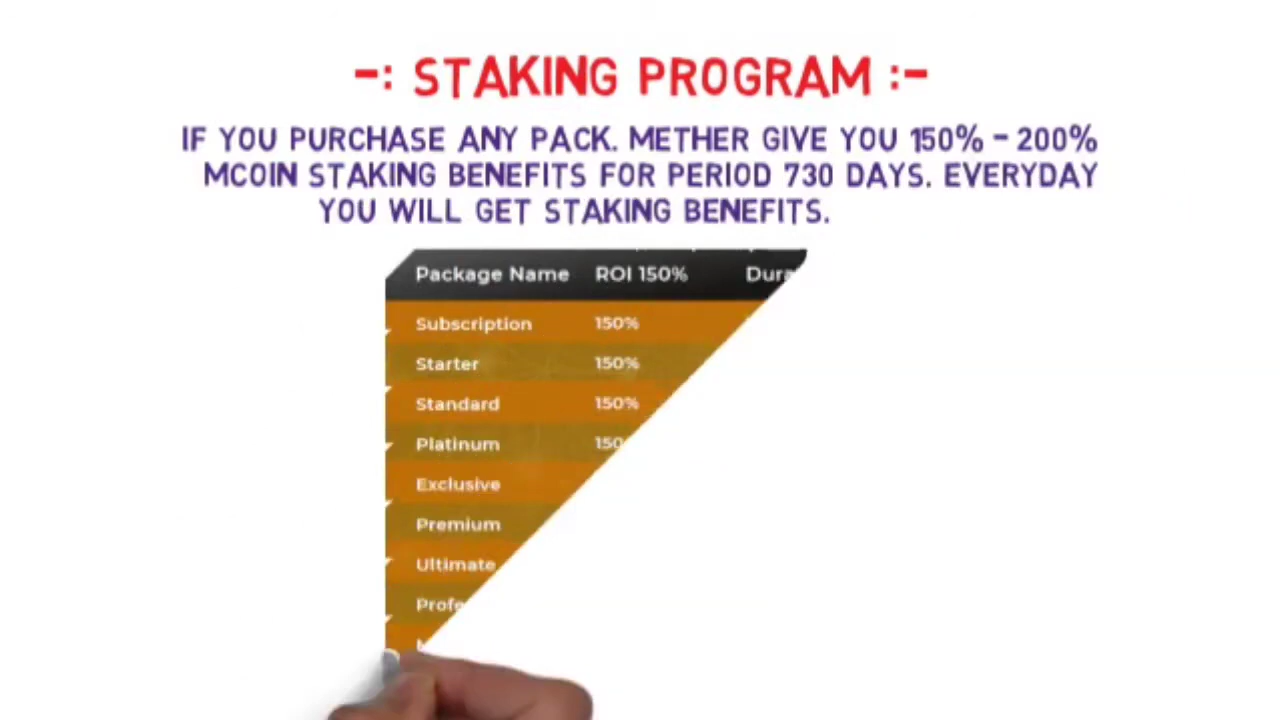 -: STAKING PROGRAM :-
IF YOU PURCHASE ANY PACK. METHER GIVE YOU 150% - 200%
MCOIN STAKING BENEFITS FOR PERIOD 730 DAYS. EVERYDAY
YOU WILL GET STAKING BENEFITS.
Package Name ROI 150%
Subscription 150%
Starter 150%
Standard 150%
Platinum
Exclusive
Premium
Ultimate